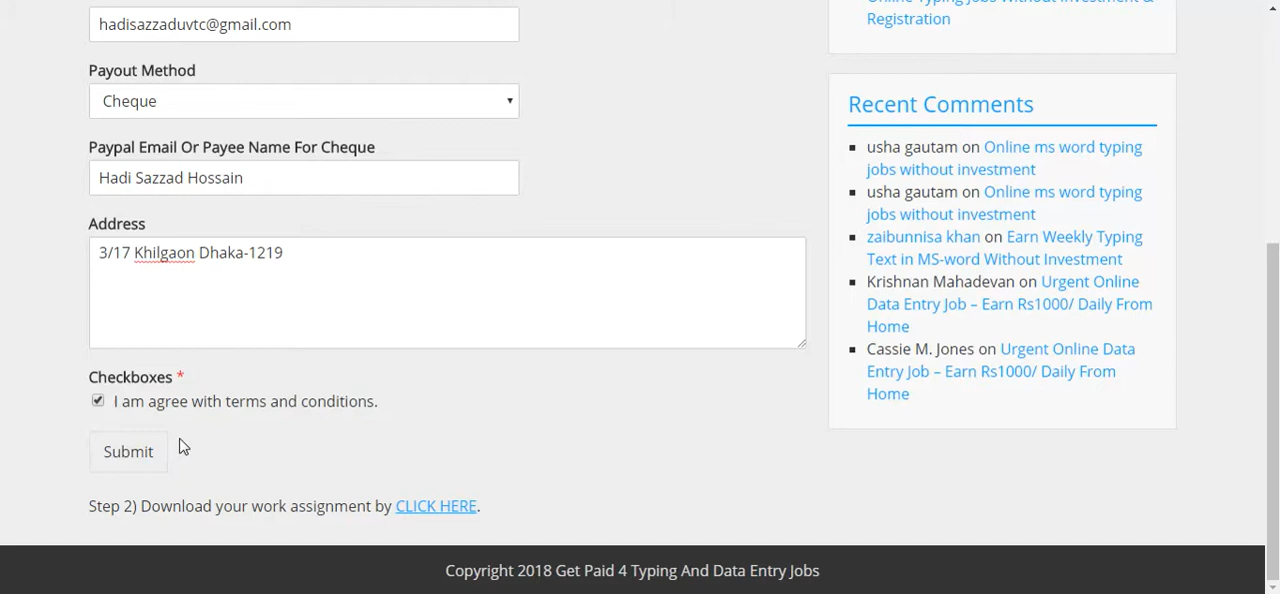 hadisazzaduvtc@gmail.com
Payout Method
Cheque
Paypal Email Or Payee Name For Cheque
Hadi Sazzad Hossain
Address
3/17 Khilgaon Dhaka-1219
Checkboxes *
I am agree with terms and conditions.
Submit
Step 2) Download your work assignment by CLICK HERE.
Online Typing Jobs Without Investment &
Registration
Recent Comments
usha gautam on Online ms word typing
jobs without investment
usha gautam on Online ms word typing
jobs without investment
zaibunnisa khan on Earn Weekly Typing
Text in MS-word Without Investment
Krishnan Mahadevan on Urgent Online
Data Entry Job – Earn Rs1000/ Daily From
Home
Cassie M. Jones on Urgent Online Data
Entry Job – Earn Rs1000/ Daily From
Home
Copyright 2018 Get Paid 4 Typing And Data Entry Jobs